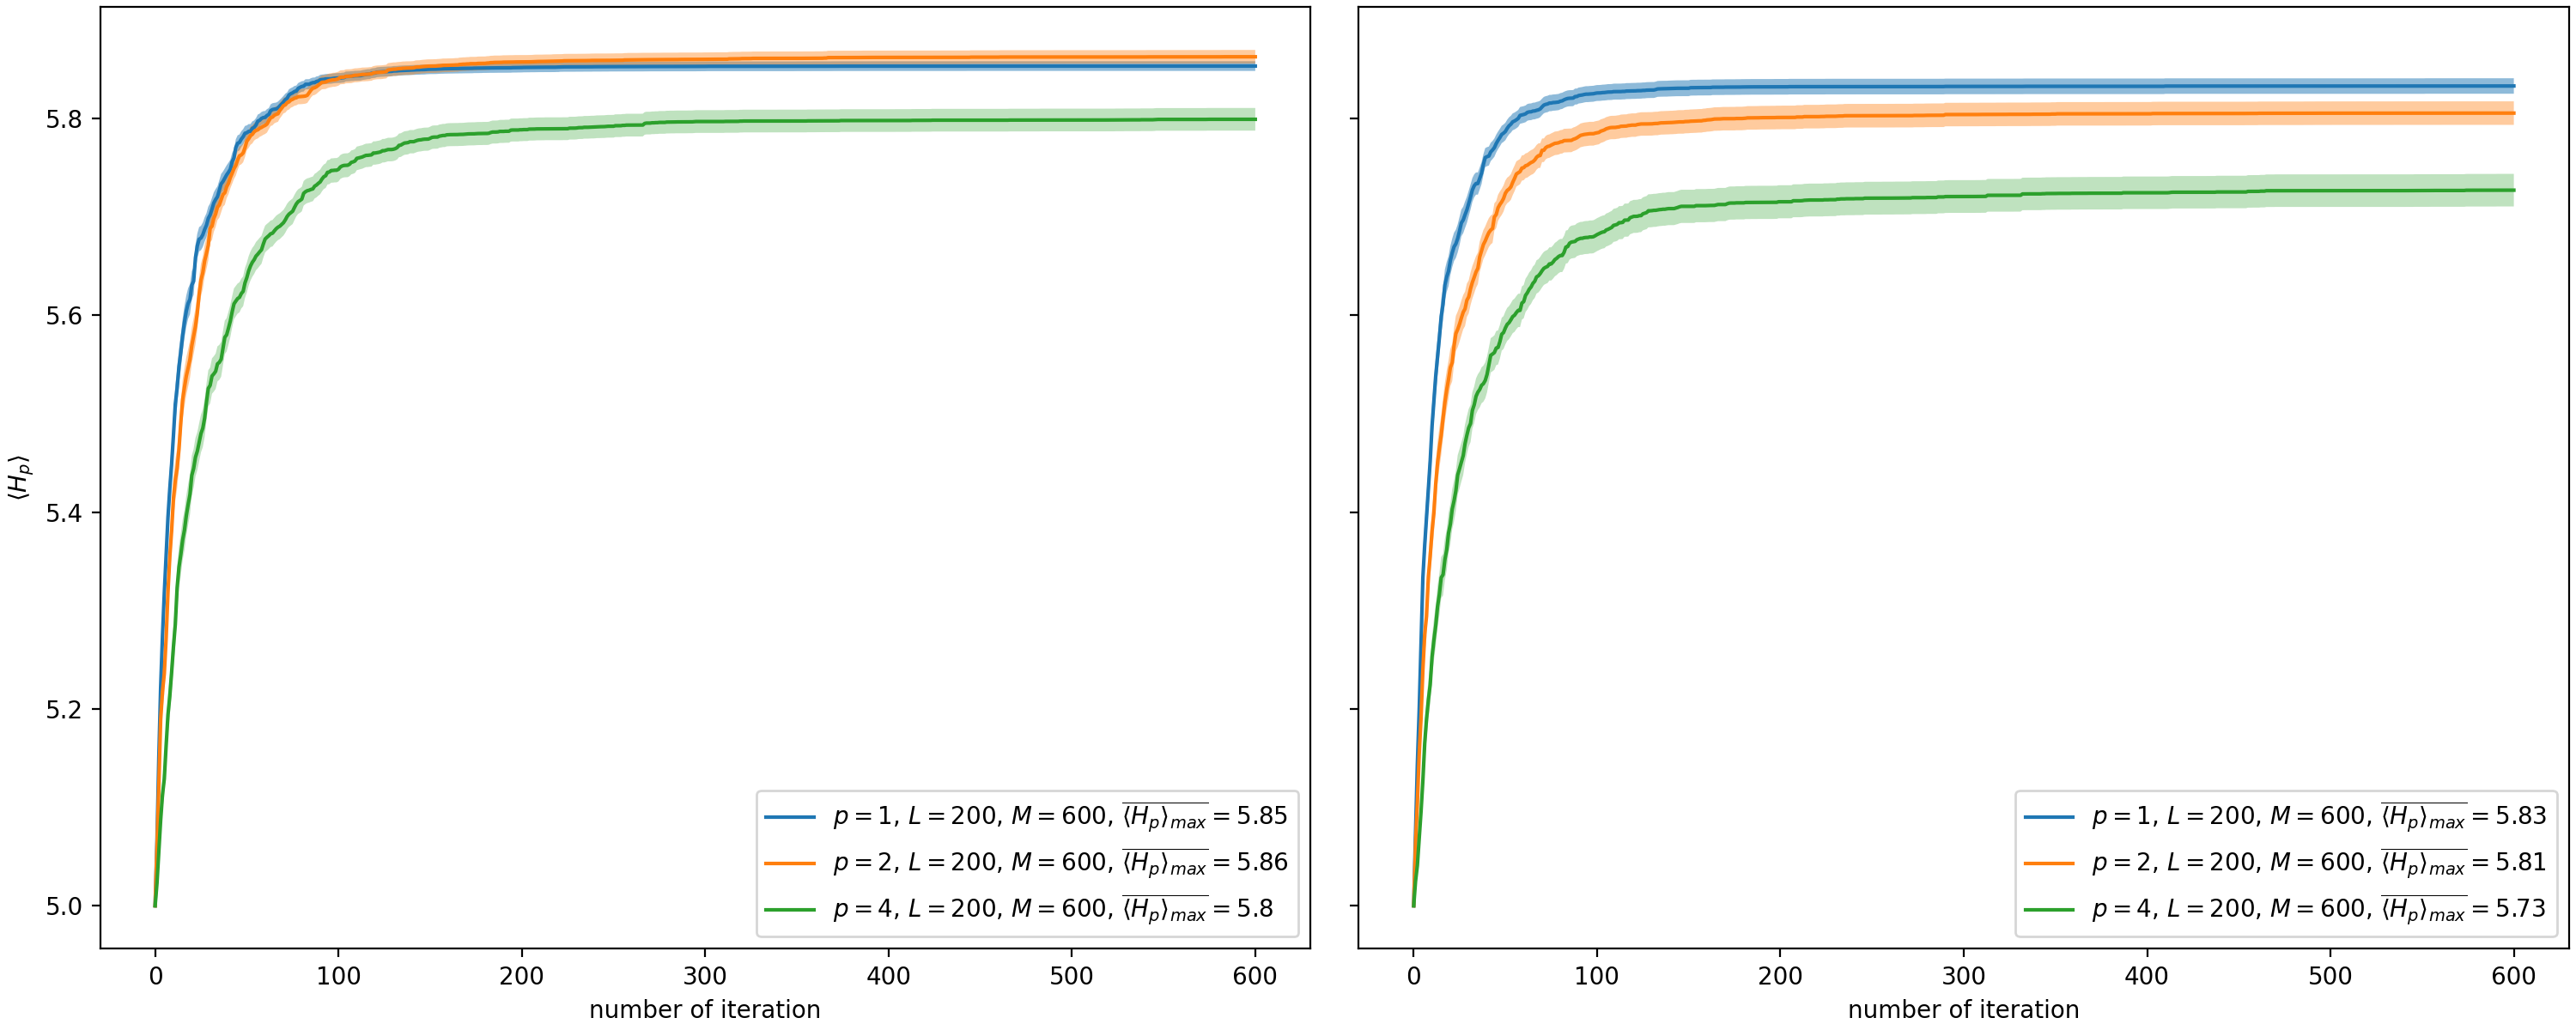 ⟨H_p⟩
5.8
5.6
5.4
5.2
5.0
0 100 200 300 400 500 600
number of iteration
p = 1, L = 200, M = 600, \overline{⟨H_p⟩_{max}} = 5.85
p = 2, L = 200, M = 600, \overline{⟨H_p⟩_{max}} = 5.86
p = 4, L = 200, M = 600, \overline{⟨H_p⟩_{max}} = 5.8
0 100 200 300 400 500 600
number of iteration
p = 1, L = 200, M = 600, \overline{⟨H_p⟩_{max}} = 5.83
p = 2, L = 200, M = 600, \overline{⟨H_p⟩_{max}} = 5.81
p = 4, L = 200, M = 600, \overline{⟨H_p⟩_{max}} = 5.73